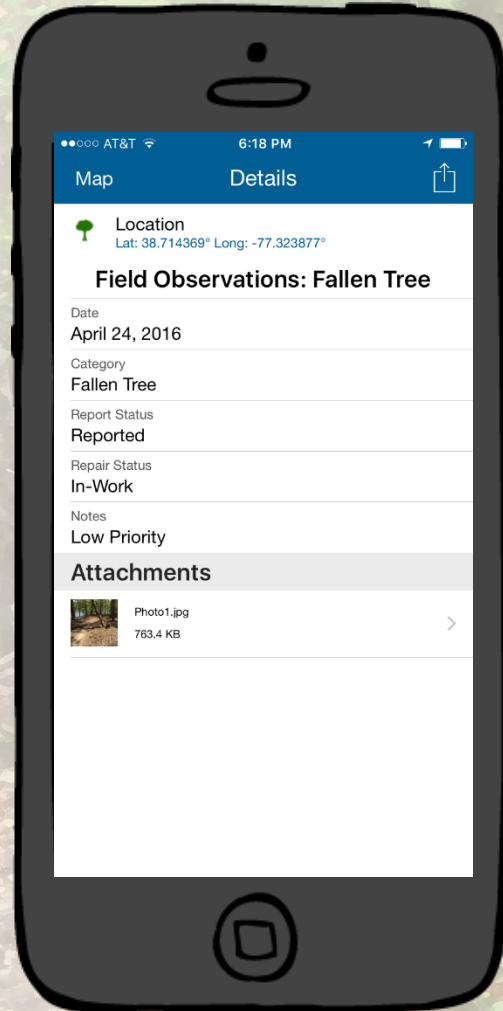 AT&T 6:18 PM
Map Details
Location
Lat: 38.714369° Long: -77.323877°
Field Observations: Fallen Tree
Date
April 24, 2016
Category
Fallen Tree
Report Status
Reported
Repair Status
In-Work
Notes
Low Priority
Attachments
Photo1.jpg
763.4 KB